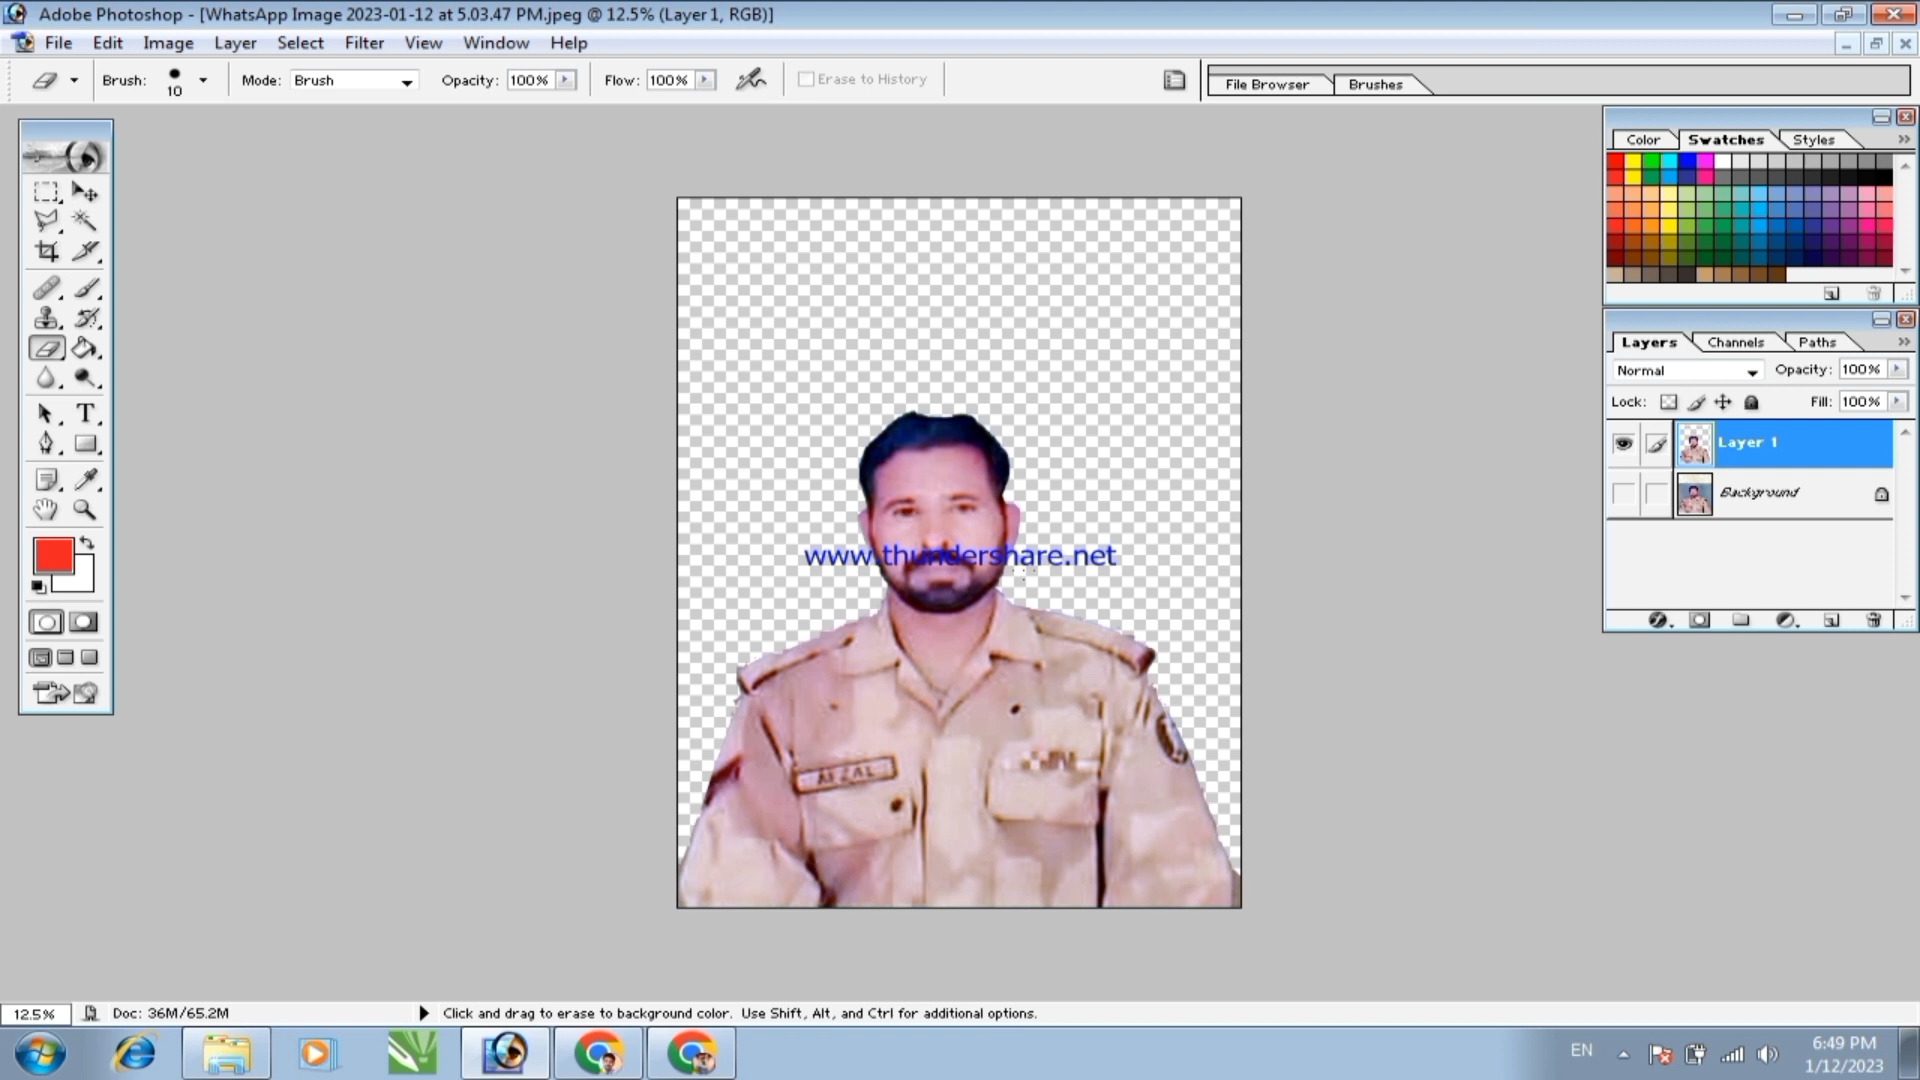 Adobe Photoshop - [WhatsApp Image 2023-01-12 at 5.03.47 PM.jpeg @ 12.5% (Layer 1, RGB)]
File Edit Image Layer Select Filter View Window Help
Brush: 10 Mode: Brush Opacity: 100% Flow: 100% Erase to History
File Browser Brushes
Color Swatches Styles
Layers Channels Paths
Normal Opacity: 100%
Lock: Fill: 100%
Layer 1
Background
www.thundershare.net
AFZAL
12.5% Doc: 36M/65.2M Click and drag to erase to background color. Use Shift, Alt, and Ctrl for additional options.
EN
6:49 PM
1/12/2023